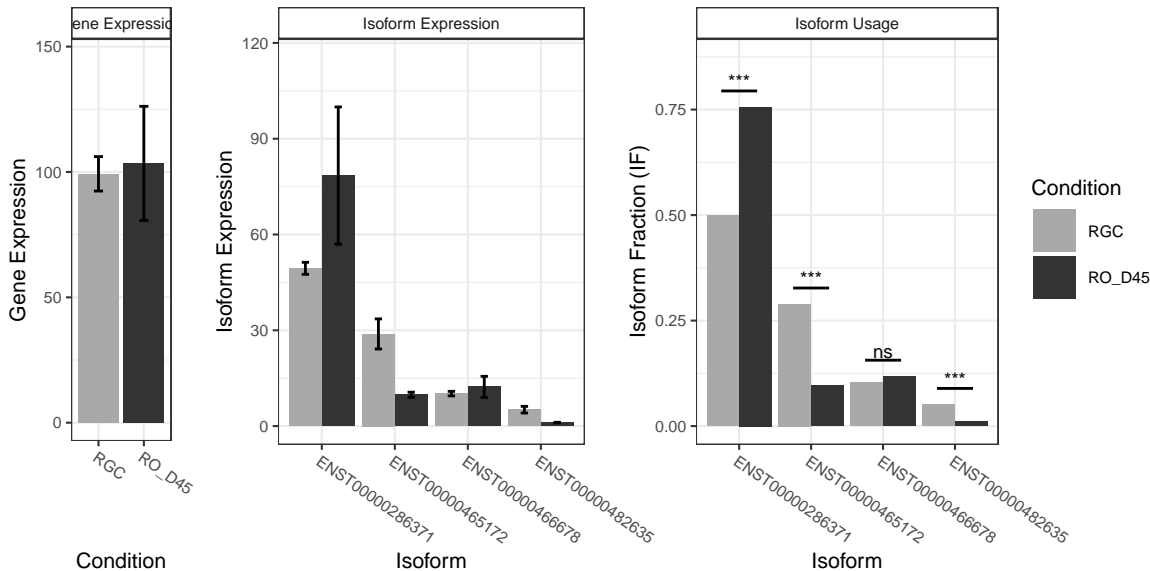 ene Expressio
Isoform Expression
Isoform Usage
Gene Expression
150
100
50
0
RGC
RO_D45
Condition
Isoform Expression
120
90
60
30
0
ENST00000286371
ENST00000465172
ENST00000466678
ENST00000482635
Isoform
Isoform Fraction (IF)
0.75
0.50
0.25
0.00
***
***
ns
***
ENST00000286371
ENST00000465172
ENST00000466678
ENST00000482635
Isoform
Condition
RGC
RO_D45